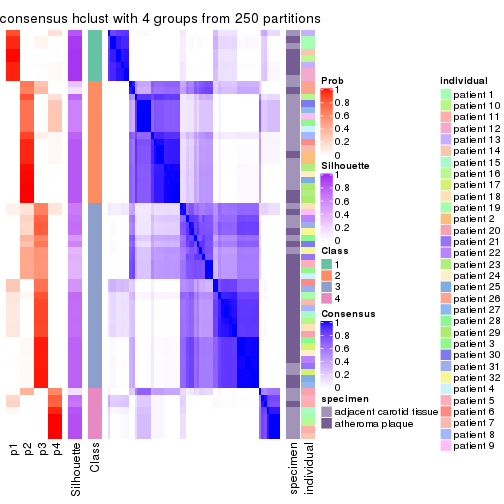 consensus hclust with 4 groups from 250 partitions
p1
p2
p3
p4
Silhouette
Class
specimen
individual
Prob
1
0.8
0.6
0.4
0.2
0
Silhouette
1
0.8
0.6
0.4
0.2
0
Class
1
2
3
4
Consensus
1
0.8
0.6
0.4
0.2
0
specimen
adjacent carotid tissue
atheroma plaque
individual
patient 1
patient 10
patient 11
patient 12
patient 13
patient 14
patient 15
patient 16
patient 17
patient 18
patient 19
patient 2
patient 20
patient 21
patient 22
patient 23
patient 24
patient 25
patient 26
patient 27
patient 28
patient 29
patient 3
patient 30
patient 31
patient 32
patient 4
patient 5
patient 6
patient 7
patient 8
patient 9